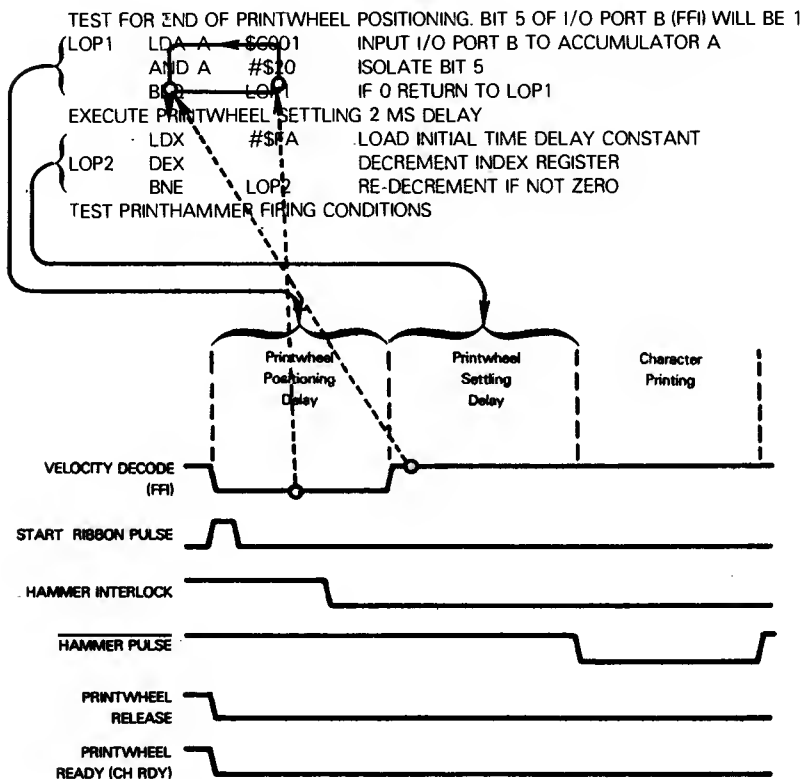 TEST FOR END OF PRINTWHEEL POSITIONING. BIT 5 OF I/O PORT B (FFI) WILL BE 1
LOP1 LDA A $C001 INPUT I/O PORT B TO ACCUMULATOR A
AND A #$20 ISOLATE BIT 5
BEQ LOP1 IF 0 RETURN TO LOP1
EXECUTE PRINTWHEEL SETTLING 2 MS DELAY
LDX #$FA LOAD INITIAL TIME DELAY CONSTANT
LOP2 DEX DECREMENT INDEX REGISTER
BNE LOP2 RE-DECREMENT IF NOT ZERO
TEST PRINTHAMMER FIRING CONDITIONS
Printwheel
Positioning
Delay
Printwheel
Settling
Delay
Character
Printing
VELOCITY DECODE
(FFI)
START RIBBON PULSE
HAMMER INTERLOCK
HAMMER PULSE
PRINTWHEEL
RELEASE
PRINTWHEEL
READY (CH RDY)